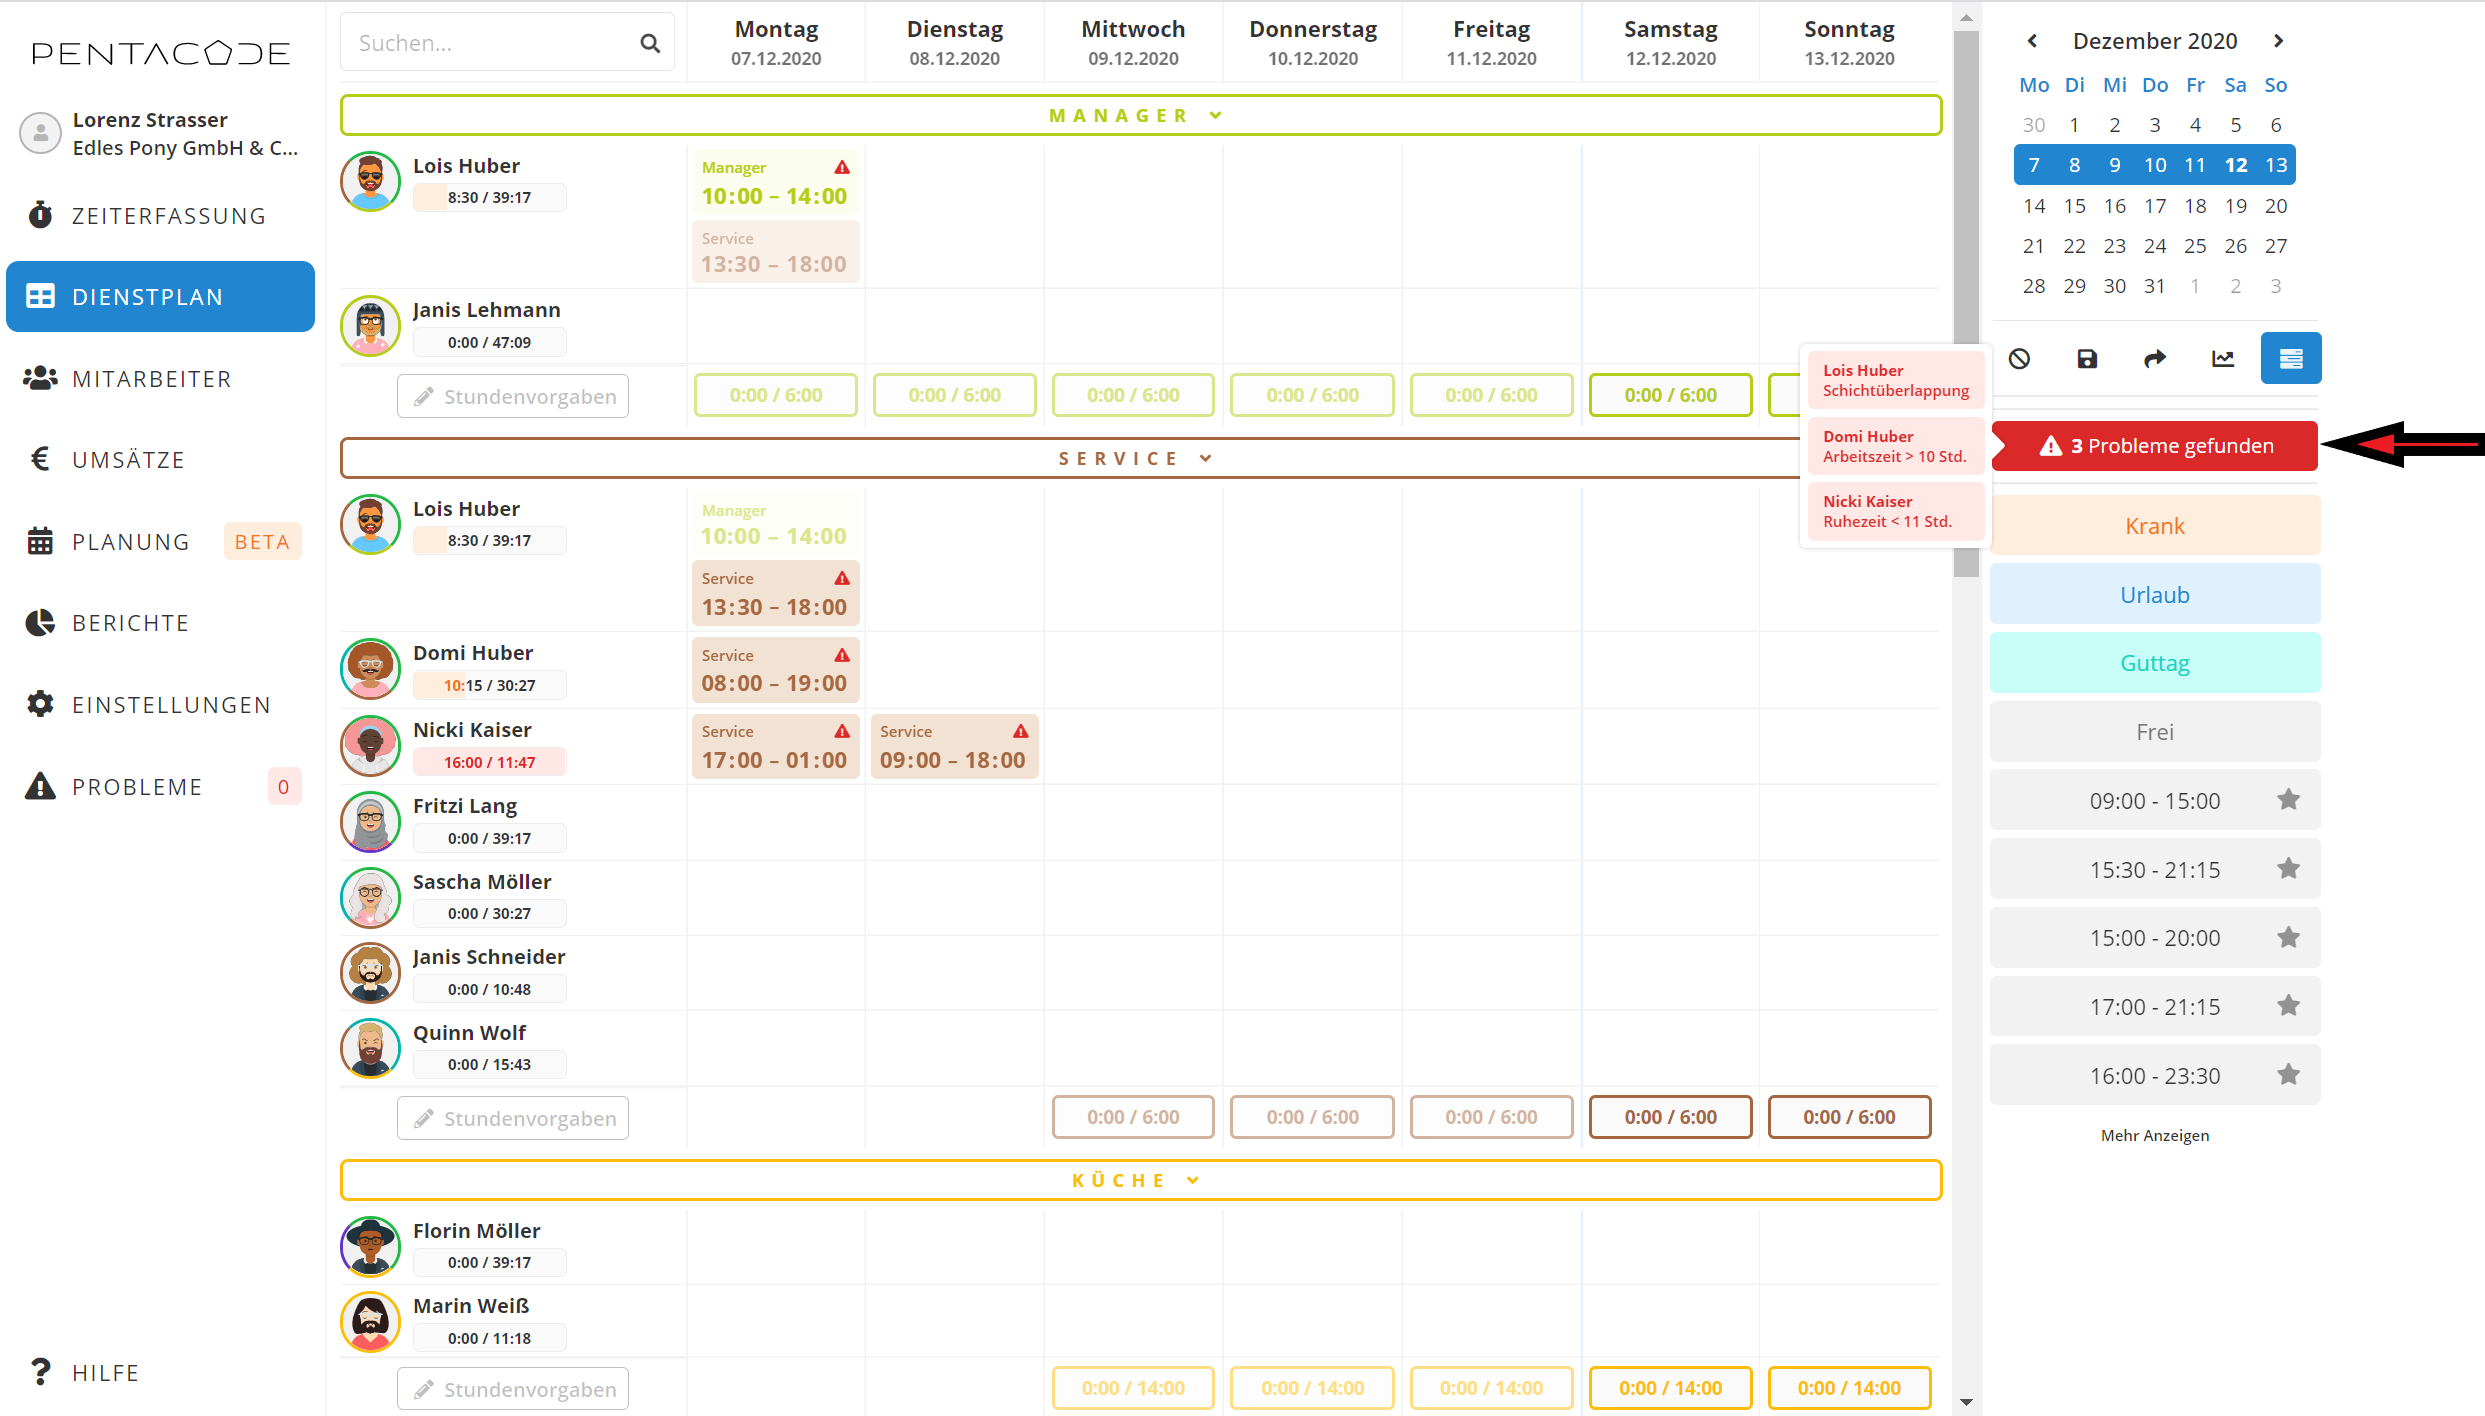 PENTACODE
Lorenz Strasser
Edles Pony GmbH & C...
ZEITERFASSUNG
DIENSTPLAN
MITARBEITER
UMSÄTZE
PLANUNG BETA
BERICHTE
EINSTELLUNGEN
PROBLEME 0
HILFE
Suchen...
Montag Dienstag Mittwoch Donnerstag Freitag Samstag Sonntag
07.12.2020 08.12.2020 09.12.2020 10.12.2020 11.12.2020 12.12.2020 13.12.2020
MANAGER
Lois Huber
8:30 / 39:17
Manager
10:00 – 14:00
Service
13:30 – 18:00
Janis Lehmann
0:00 / 47:09
Stundenvorgaben 0:00 / 6:00 0:00 / 6:00 0:00 / 6:00 0:00 / 6:00 0:00 / 6:00 0:00 / 6:00
SERVICE
Lois Huber
8:30 / 39:17
Manager
10:00 – 14:00
Service
13:30 – 18:00
Domi Huber
10:15 / 30:27
Service
08:00 – 19:00
Nicki Kaiser
16:00 / 11:47
Service
17:00 – 01:00
Service
09:00 – 18:00
Fritzi Lang
0:00 / 39:17
Sascha Möller
0:00 / 30:27
Janis Schneider
0:00 / 10:48
Quinn Wolf
0:00 / 15:43
Stundenvorgaben 0:00 / 6:00 0:00 / 6:00 0:00 / 6:00 0:00 / 6:00 0:00 / 6:00
KÜCHE
Florin Möller
0:00 / 39:17
Marin Weiß
0:00 / 11:18
Stundenvorgaben 0:00 / 14:00 0:00 / 14:00 0:00 / 14:00 0:00 / 14:00 0:00 / 14:00
Lois Huber
Schichtüberlappung
Domi Huber
Arbeitszeit > 10 Std.
Nicki Kaiser
Ruhezeit < 11 Std.
Dezember 2020
Mo Di Mi Do Fr Sa So
30 1 2 3 4 5 6
7 8 9 10 11 12 13
14 15 16 17 18 19 20
21 22 23 24 25 26 27
28 29 30 31 1 2 3
3 Probleme gefunden
Krank
Urlaub
Guttag
Frei
09:00 - 15:00
15:30 - 21:15
15:00 - 20:00
17:00 - 21:15
16:00 - 23:30
Mehr Anzeigen